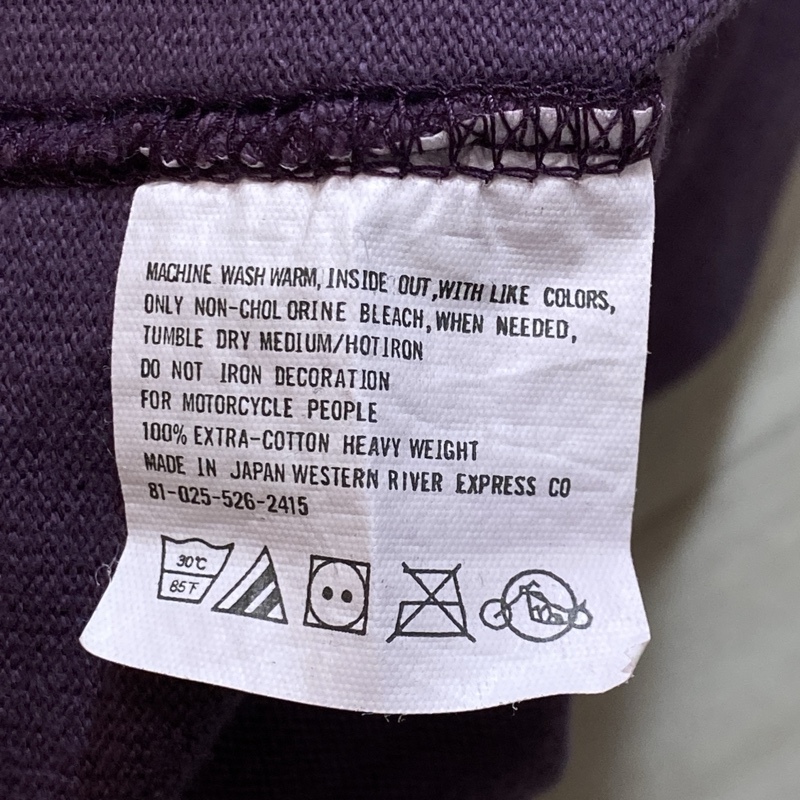 MACHINE WASH WARM, INSIDE OUT, WITH LIKE COLORS,
ONLY NON-CHOL ORINE BLEACH, WHEN NEEDED,
TUMBLE DRY MEDIUM/HOTIRON
DO NOT IRON DECORATION
FOR MOTORCYCLE PEOPLE
100% EXTRA-COTTON HEAVY WEIGHT
MADE IN JAPAN WESTERN RIVER EXPRESS CO
81-025-526-2415
30℃
85℉